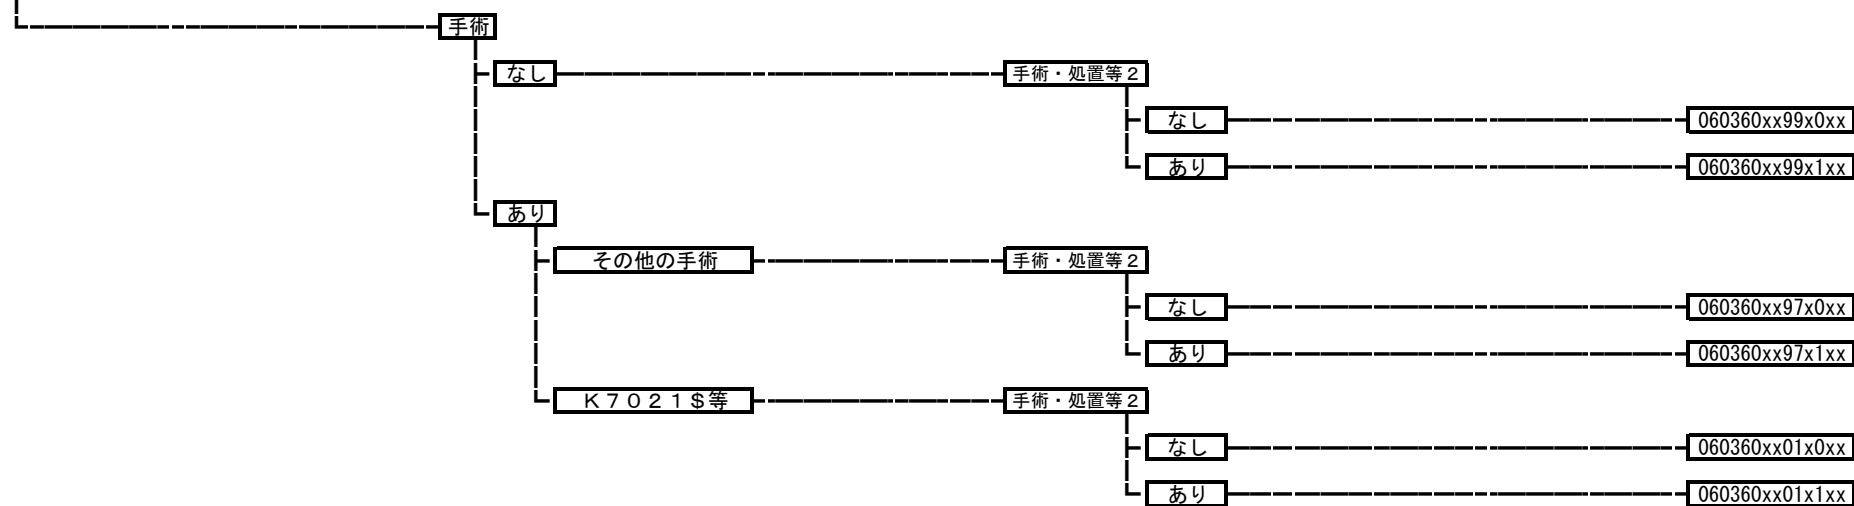 手術
なし 手術・処置等２
なし 060360xx99x0xx
あり 060360xx99x1xx
あり
その他の手術 手術・処置等２
なし 060360xx97x0xx
あり 060360xx97x1xx
Ｋ７０２１＄等 手術・処置等２
なし 060360xx01x0xx
あり 060360xx01x1xx